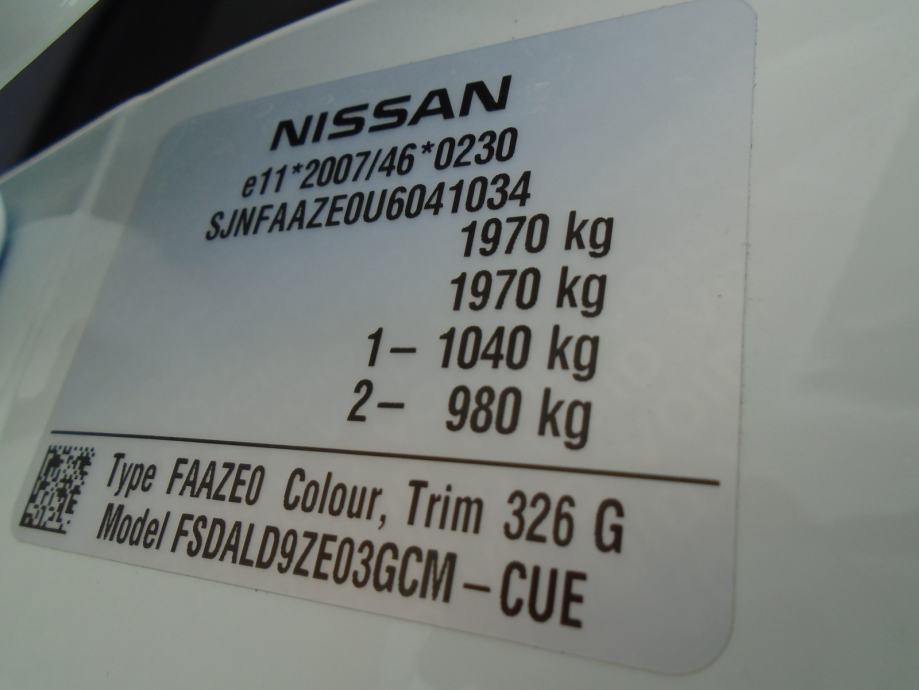 NISSAN
e11*2007/46*0230
SJNFAAZE0U6041034
1970 kg
1970 kg
1– 1040 kg
2– 980 kg
Type FAAZE0 Colour, Trim 326 G
Model FSDALD9ZE03GCM–CUE